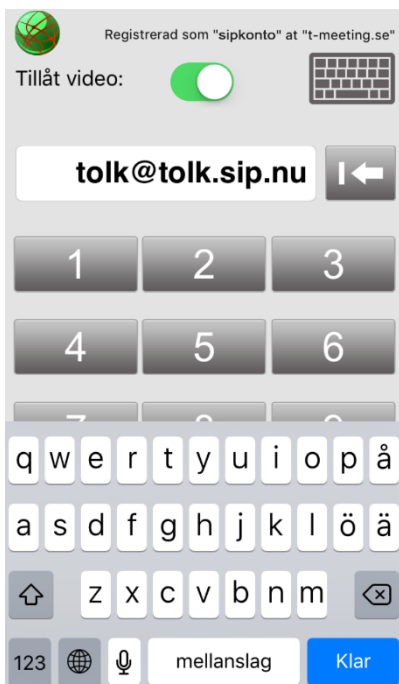 Registrerad som "sipkonto" at "t-meeting.se"
Tillåt video:
tolk@tolk.sip.nu
1 2 3
4 5 6
q w e r t y u i o p å
a s d f g h j k l ö ä
z x c v b n m
123 mellanslag Klar